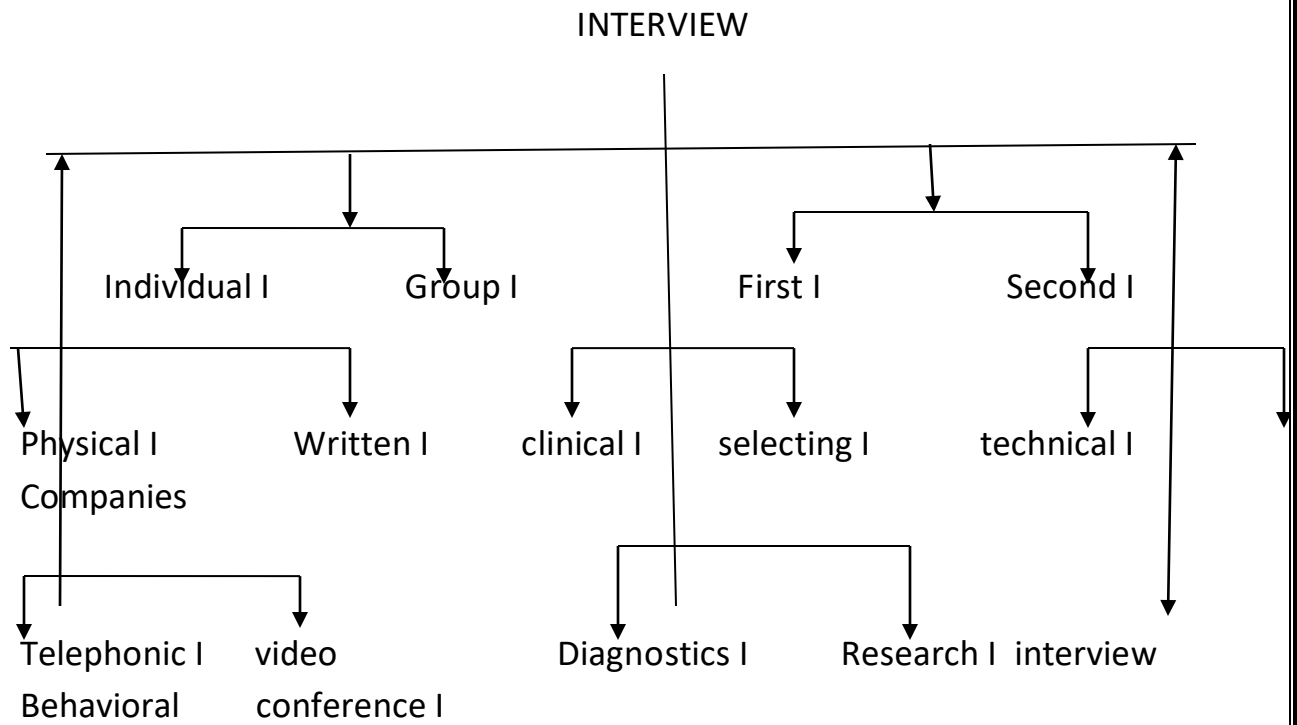 INTERVIEW
Individual I Group I First I Second I
Physical I Written I clinical I selecting I technical I
Companies
Telephonic I video Diagnostics I Research I interview
Behavioral conference I